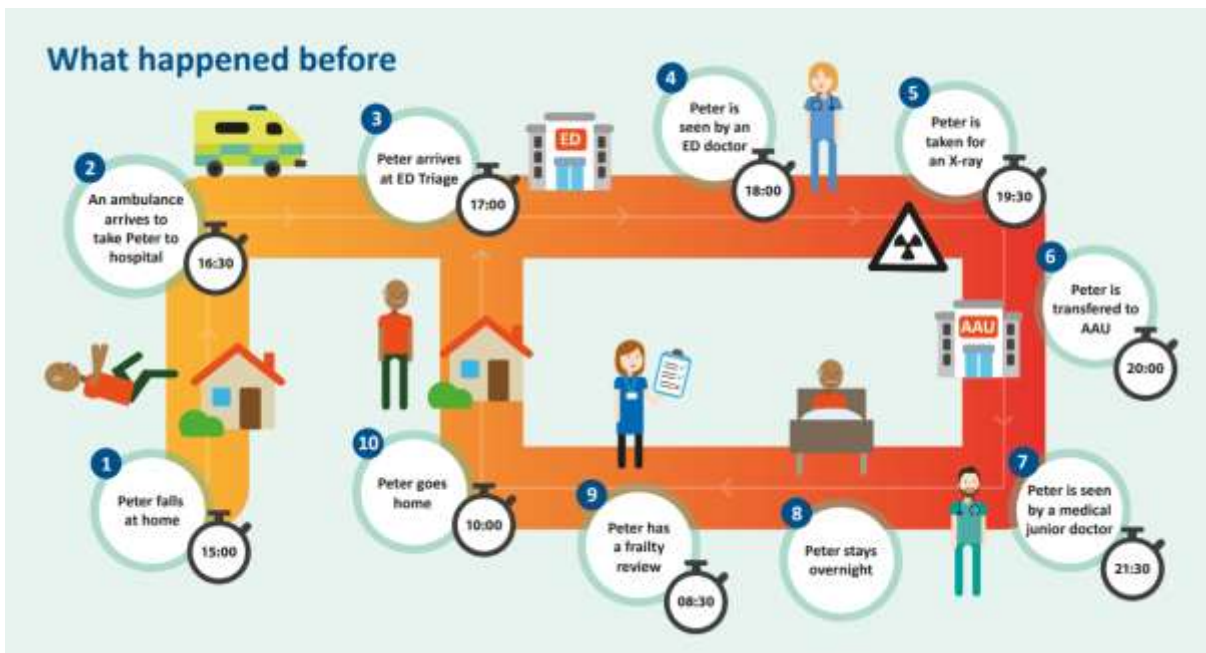 What happened before
1
Peter falls
at home
15:00
2
An ambulance
arrives to
take Peter to
hospital
16:30
3
Peter arrives
at ED Triage
17:00
ED
4
Peter is
seen by an
ED doctor
18:00
5
Peter is
taken for
an X-ray
19:30
6
Peter is
transfered to
AAU
20:00
AAU
7
Peter is seen
by a medical
junior doctor
21:30
8
Peter stays
overnight
9
Peter has
a frailty
review
08:30
10
Peter goes
home
10:00